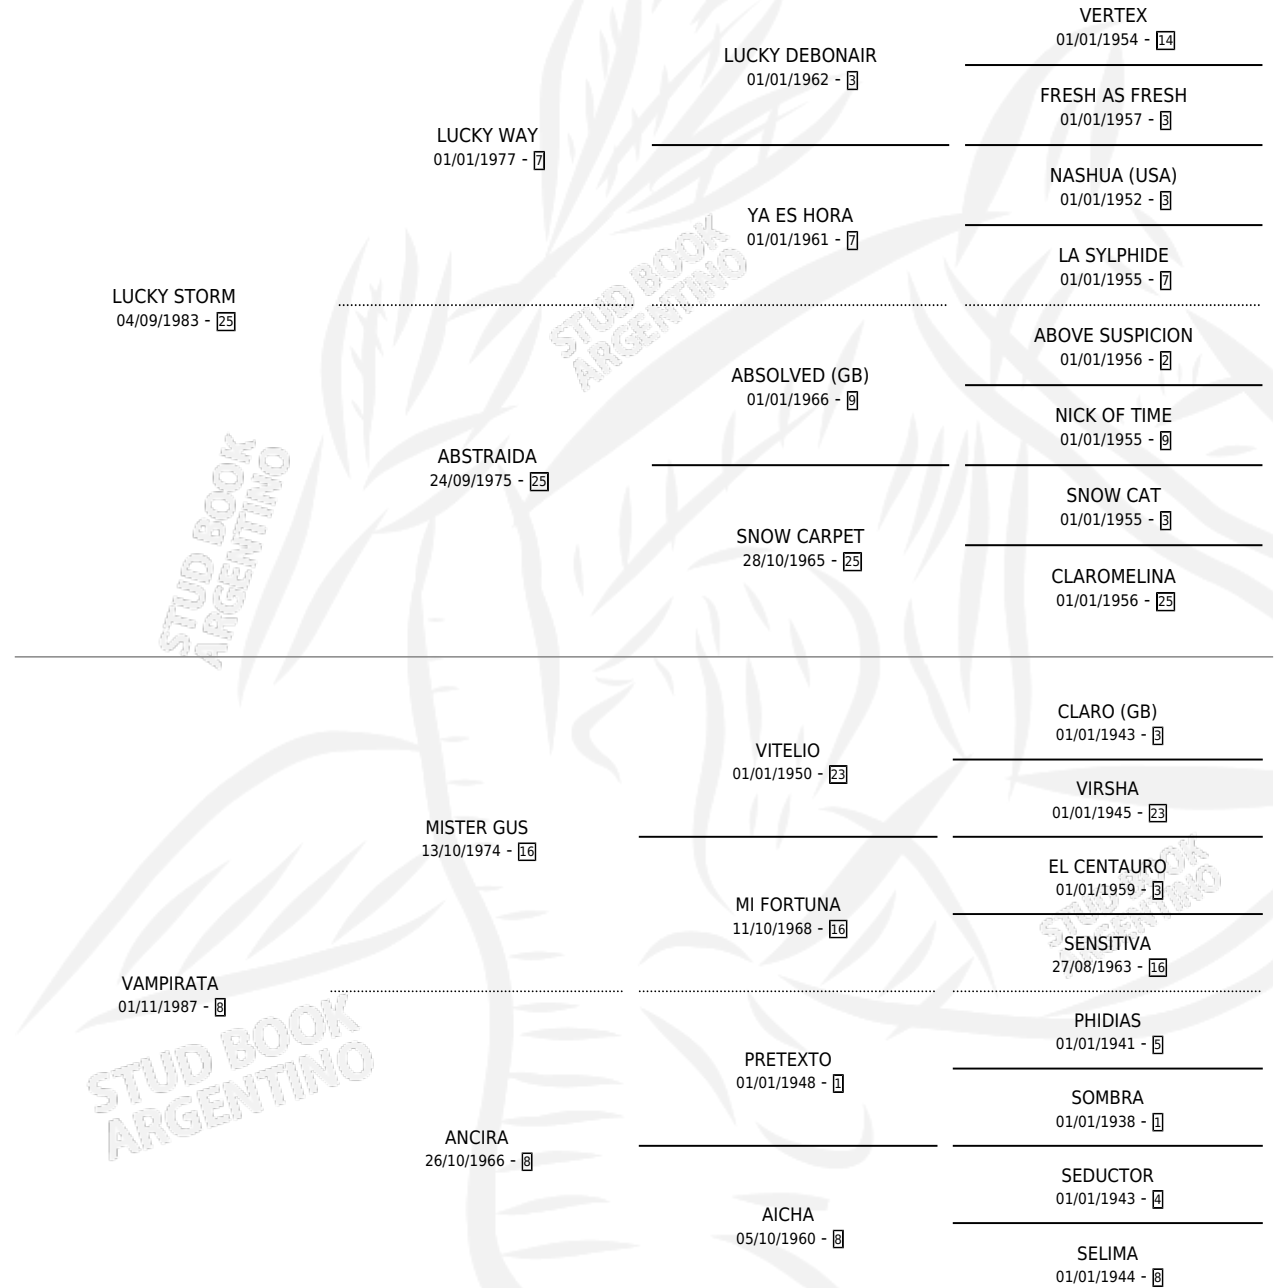 VERTEX
01/01/1954 - 14
LUCKY DEBONAIR
01/01/1962 - 3
FRESH AS FRESH
01/01/1957 - 3
LUCKY WAY
01/01/1977 - 7
NASHUA (USA)
01/01/1952 - 3
YA ES HORA
01/01/1961 - 7
LA SYLPHIDE
01/01/1955 - 7
LUCKY STORM
04/09/1983 - 25
STUD BOOK
ARGENTINO
ABOVE SUSPICION
01/01/1956 - 2
ABSOLVED (GB)
01/01/1966 - 9
NICK OF TIME
01/01/1955 - 9
ABSTRAIDA
24/09/1975 - 25
SNOW CAT
01/01/1955 - 3
SNOW CARPET
28/10/1965 - 25
CLAROMELINA
01/01/1956 - 25
STUD BOOK
ARGENTINO
CLARO (GB)
01/01/1943 - 3
VITELIO
01/01/1950 - 23
VIRSHA
01/01/1945 - 23
MISTER GUS
13/10/1974 - 16
EL CENTAURO
01/01/1959 - 3
MI FORTUNA
11/10/1968 - 16
SENSITIVA
27/08/1963 - 16
STUD BOOK
ARGENTINO
VAMPIRATA
01/11/1987 - 8
PHIDIAS
01/01/1941 - 5
PRETEXTO
01/01/1948 - 1
SOMBRA
01/01/1938 - 1
STUD BOOK
ARGENTINO
ANCIRA
26/10/1966 - 8
SEDUCTOR
01/01/1943 - 4
AICHA
05/10/1960 - 8
SELIMA
01/01/1944 - 8